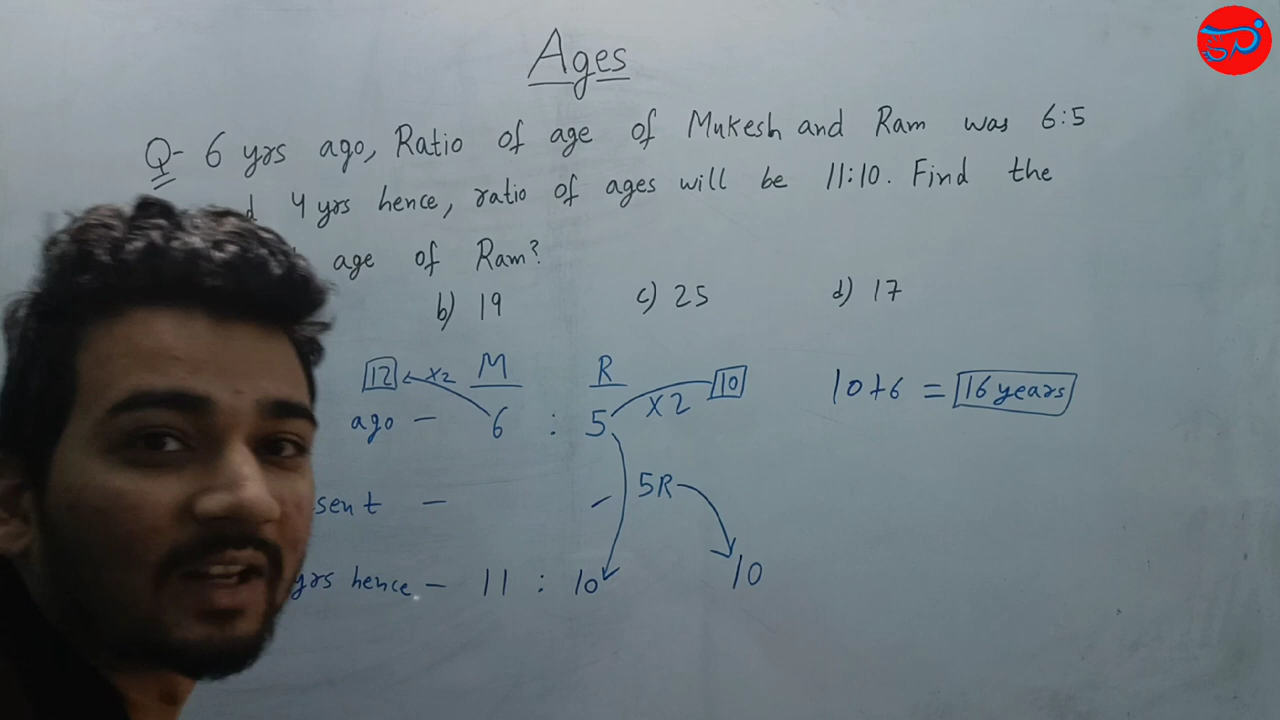 Ages
Q- 6 yrs ago, Ratio of age of Mukesh and Ram was 6:5
4 yrs hence, ratio of ages will be 11:10. Find the
age of Ram?
b) 19 c) 25 d) 17
12 ×2 M R 10 10+6 = 16 years
ago - 6 : 5 ×2
sent - 5R
yrs hence - 11 : 10 10